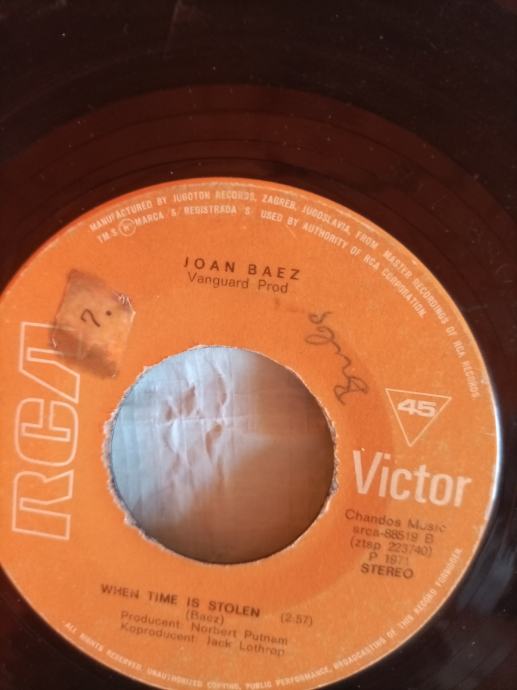 MANUFACTURED BY JUGOTON RECORDS, ZAGREB, JUGOSLAVIA, FROM MASTER RECORDINGS OF RCA RECORDS.
TM.S ® MARCA S/ REGISTRADA S USED BY AUTHORITY OF RCA CORPORATION.
JOAN BAEZ
Vanguard Prod
7.
RCA
45
Victor
Chandos Music
srca-88519 B
(ztsp 223740)
P 1971
STEREO
WHEN TIME IS STOLEN (2:57)
(Baez)
Producent: Norbert Putnam
Koproducent: Jack Lothrop
ALL RIGHTS RESERVED. UNAUTHORIZED COPYING, PUBLIC PERFORMANCE, BROADCASTING OF THIS RECORD FORBIDDEN